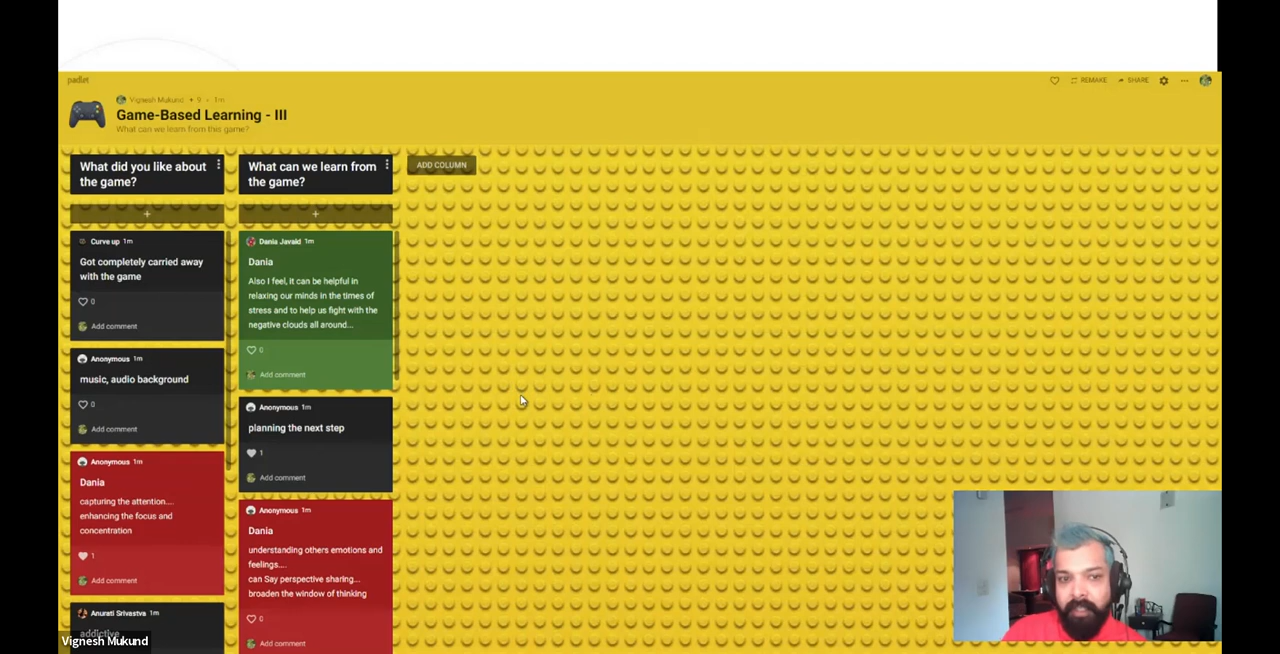 padlet
REMAKE
SHARE
Vignesh Mukund + 9 • 1m
Game-Based Learning - III
What can we learn from this game?
What did you like about
the game?
+
Curve up 1m
Got completely carried away
with the game
0
Add comment
Anonymous 1m
music, audio background
0
Add comment
Anonymous 1m
Dania
capturing the attention....
enhancing the focus and
concentration
1
Add comment
Anurati Srivastva 1m
addictive
What can we learn from
the game?
+
Dania Javaid 1m
Dania
Also I feel, it can be helpful in
relaxing our minds in the times of
stress and to help us fight with the
negative clouds all around...
0
Add comment
Anonymous 1m
planning the next step
1
Add comment
Anonymous 1m
Dania
understanding others emotions and
feelings....
can Say perspective sharing...
broaden the window of thinking
0
Add comment
ADD COLUMN
Vignesh Mukund